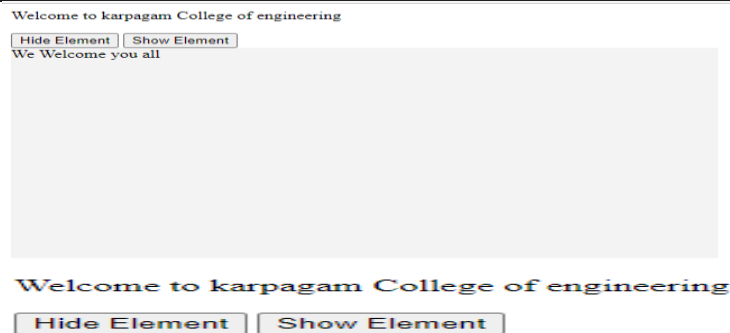 Welcome to karpagam College of engineering
Hide Element Show Element
We Welcome you all
Welcome to karpagam College of engineering
Hide Element Show Element